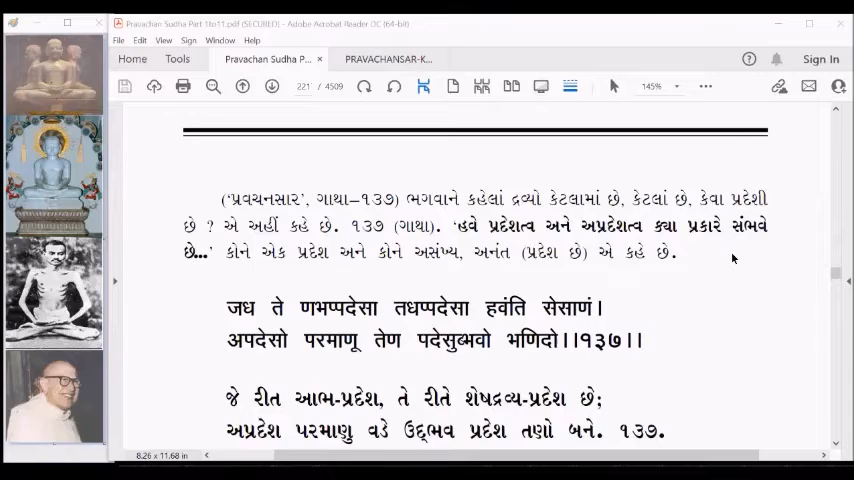 Pravachan Sudha Part 1to11.pdf (SECURED) - Adobe Acrobat Reader DC (64-bit)
File Edit View Sign Window Help
Home Tools Pravachan Sudha P... × PRAVACHANSAR-K... Sign In
221 / 4509 145%
('પ્રવચનસાર', ગાથા–૧૩૭) ભગવાને કહેલાં દ્રવ્યો કેટલામાં છે, કેટલાં છે, કેવા પ્રદેશી
છે ? એ અહીં કહે છે. ૧૩૭ (ગાથા). 'હવે પ્રદેશત્વ અને અપ્રદેશત્વ ક્યા પ્રકારે સંભવે
છે...' કોને એક પ્રદેશ અને કોને અસંખ્ય, અનંત (પ્રદેશ છે) એ કહે છે.
जध ते णभप्पदेसा तधप्पदेसा हवंति सेसाणं।
अपदेसो परमाणू तेण पदेसुब्भवो भणिदो।।१३७।।
જે રીત આભ-પ્રદેશ, તે રીતે શેષદ્રવ્ય-પ્રદેશ છે;
અપ્રદેશ પરમાણુ વડે ઉદ્ભવ પ્રદેશ તણો બને. ૧૩૭.
8.26 x 11.68 in